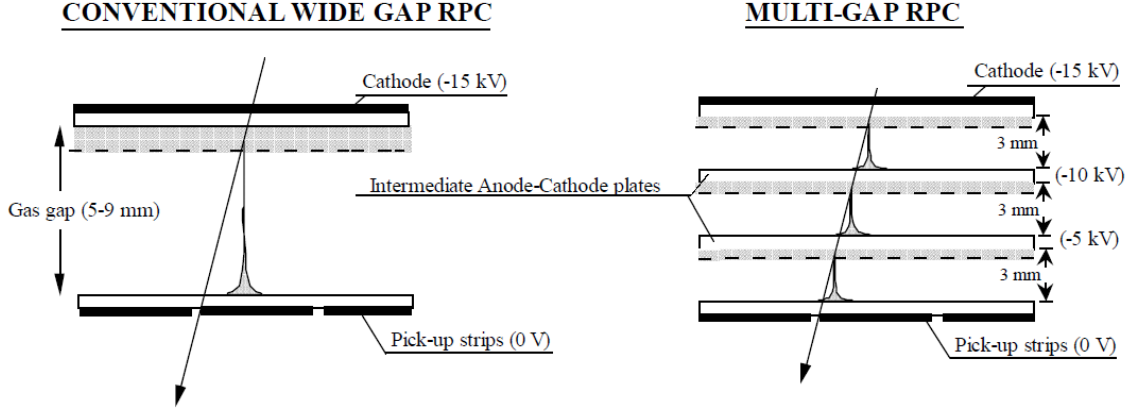 CONVENTIONAL WIDE GAP RPC
Cathode (-15 kV)
Gas gap (5-9 mm)
Pick-up strips (0 V)
MULTI-GAP RPC
Cathode (-15 kV)
3 mm
Intermediate Anode-Cathode plates
(-10 kV)
3 mm
(-5 kV)
3 mm
Pick-up strips (0 V)